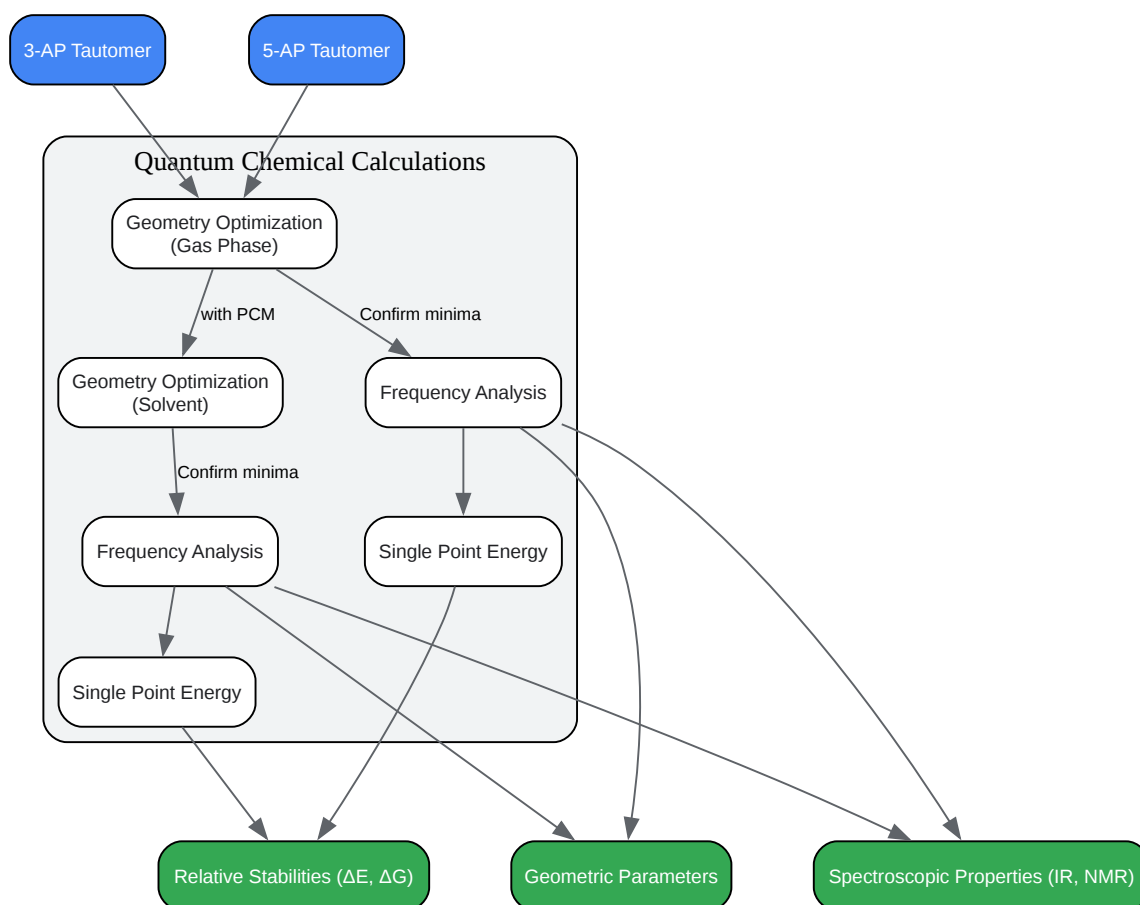 3-AP Tautomer
5-AP Tautomer
Quantum Chemical Calculations
Geometry Optimization
(Gas Phase)
with PCM
Confirm minima
Geometry Optimization
(Solvent)
Frequency Analysis
Confirm minima
Frequency Analysis
Single Point Energy
Single Point Energy
Relative Stabilities (ΔE, ΔG)
Geometric Parameters
Spectroscopic Properties (IR, NMR)